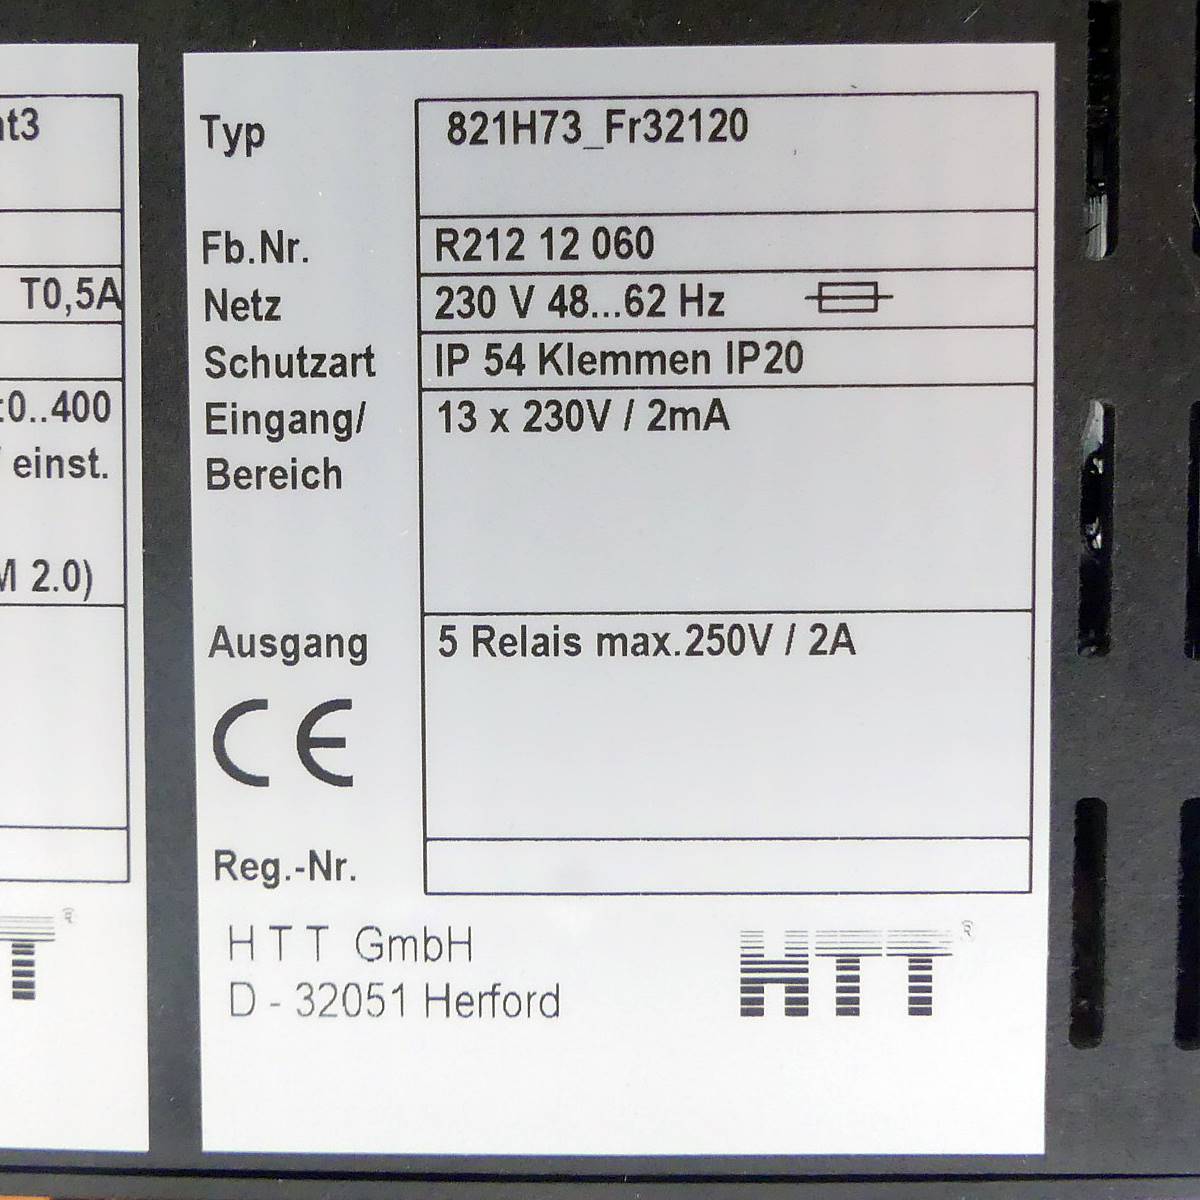 t3
T0,5A
:0..400
einst.
M 2.0)
T®
Typ 821H73_Fr32120
Fb.Nr. R212 12 060
Netz 230 V 48...62 Hz
Schutzart IP 54 Klemmen IP20
Eingang/ 13 x 230V / 2mA
Bereich
Ausgang 5 Relais max.250V / 2A
CE
Reg.-Nr.
HTT GmbH
D - 32051 Herford
HTT®